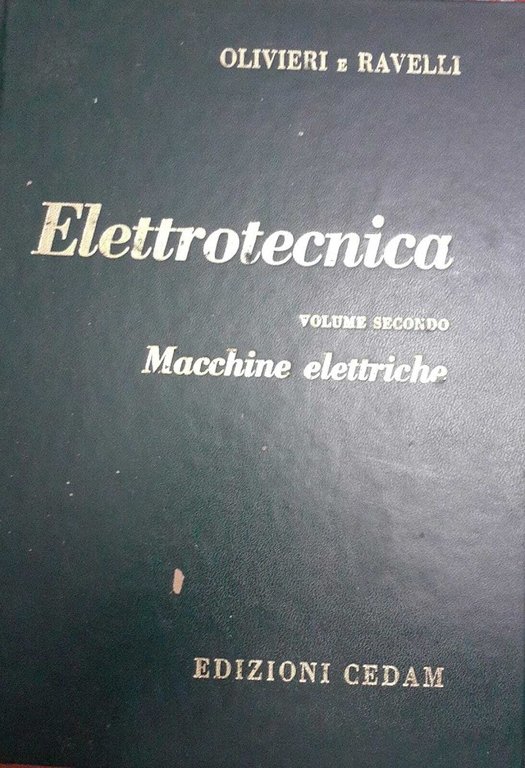 OLIVIERI E RAVELLI
Elettrotecnica
VOLUME SECONDO
Macchine elettriche
EDIZIONI CEDAM